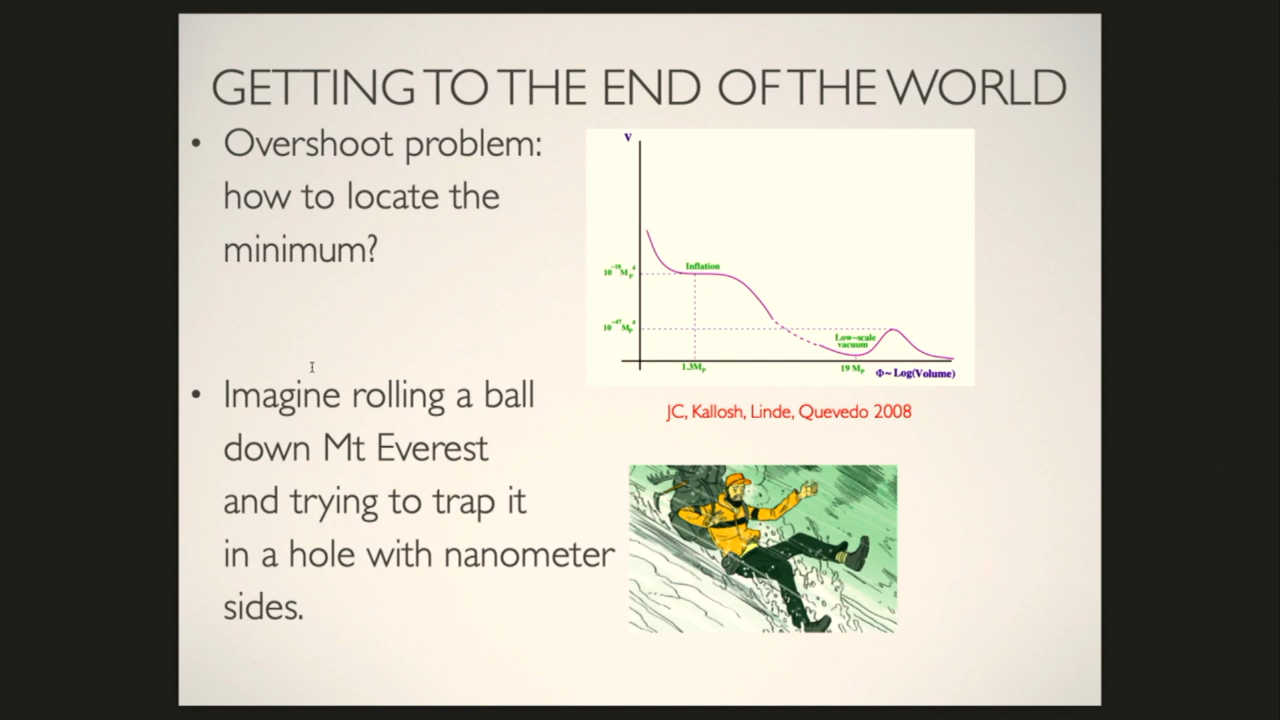 GETTING TO THE END OF THE WORLD
• Overshoot problem:
how to locate the
minimum?
• Imagine rolling a ball
down Mt Everest
and trying to trap it
in a hole with nanometer
sides.
V
Inflation
Low-scale
vacuum
1.3M_P
19 M_P
Φ~ Log(Volume)
JC, Kallosh, Linde, Quevedo 2008